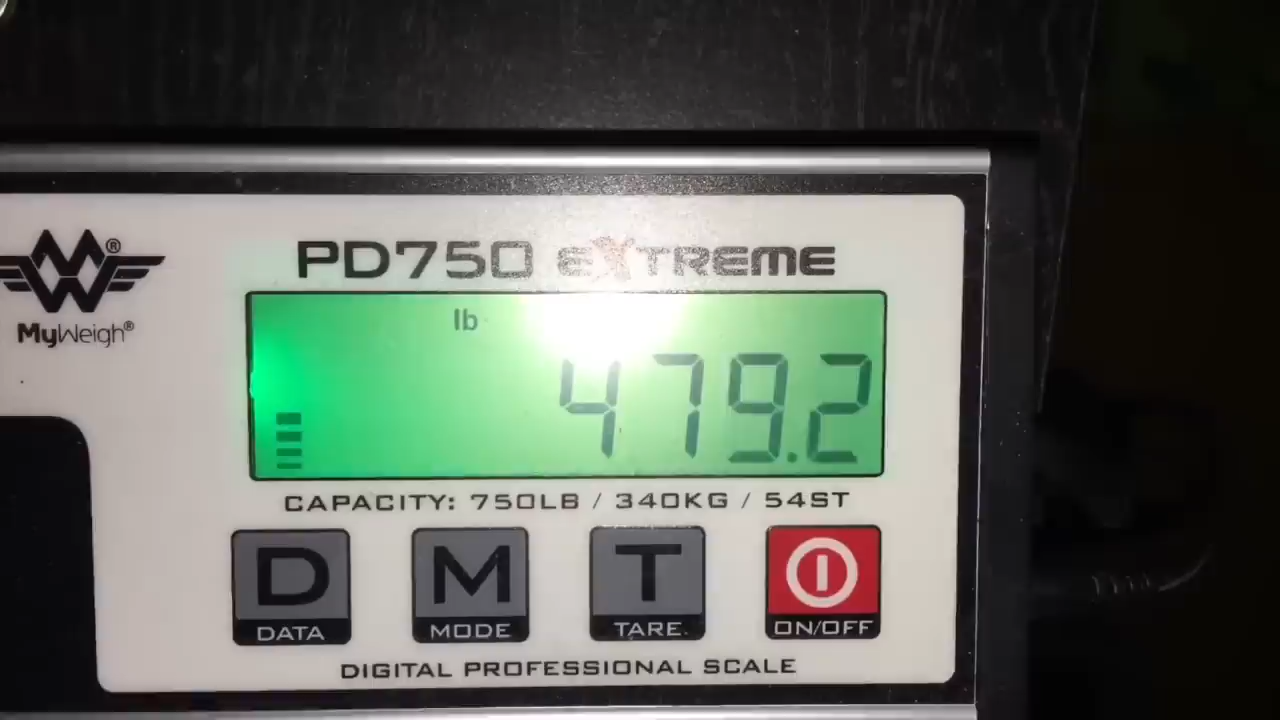 PD750 eXtreme
MyWeigh®
lb
479.2
CAPACITY: 750LB / 340KG / 54ST
D M T
DATA MODE TARE ON/OFF
DIGITAL PROFESSIONAL SCALE